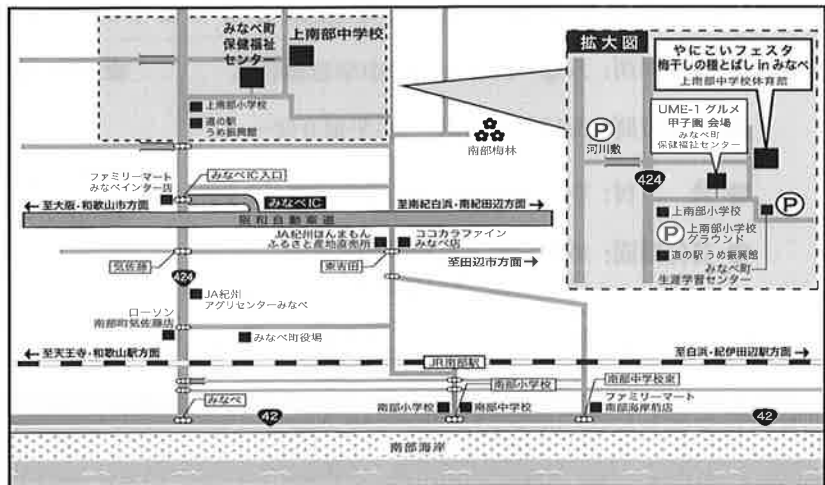 みなべ町
保健福祉
センター
上南部中学校
上南部小学校
道の駅
うめ振興館
ファミリーマート
みなべインター店
みなべIC入口
みなべIC
南部梅林
←至大阪・和歌山市方面
至南紀白浜・南紀田辺方面→
阪和自動車道
JA紀州ほんまもん
ふるさと産地直売所
ココカラファイン
みなべ店
気佐藤
東吉田
至田辺市方面
424
JA紀州
アグリセンターみなべ
ローソン
南部町気佐藤店
みなべ町役場
←至天王寺・和歌山駅方面
JR南部駅
至白浜・紀伊田辺駅方面→
みなべ
42
南部小学校
南部小学校
南部中学校
南部中学校東
ファミリーマート
南部海岸前店
42
南部海岸
拡大図
やにこいフェスタ
梅干しの種とばし in みなべ
上南部中学校体育館
UME-1 グルメ
甲子園 会場
みなべ町
保健福祉センター
P
河川敷
424
上南部小学校
P
上南部小学校
グラウンド
P
道の駅 うめ振興館
みなべ町
生涯学習センター